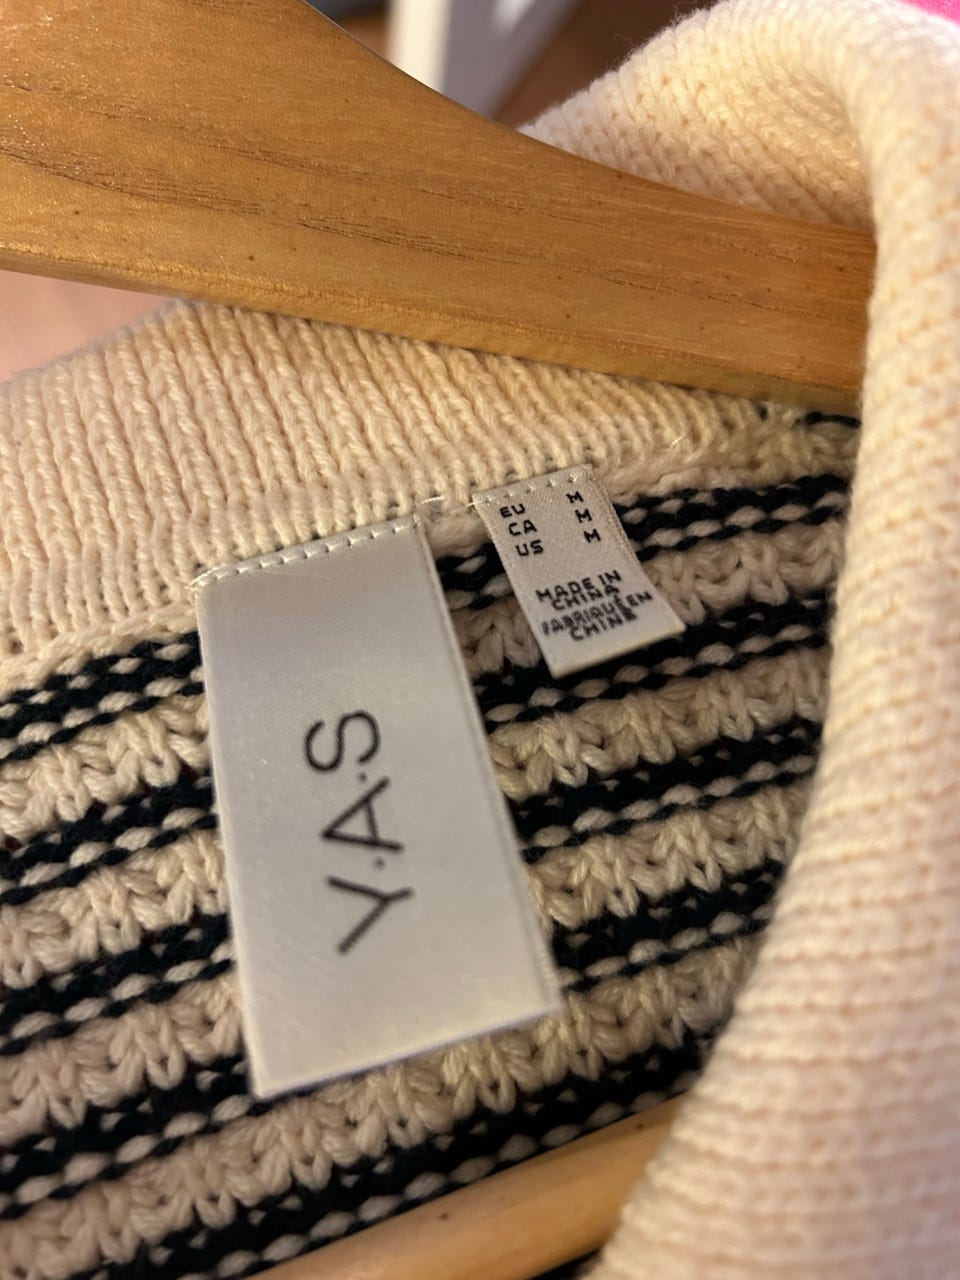 Y.A.S
EU M
CA M
US M
MADE IN
CHINA
FABRIQUÉ EN
CHINE